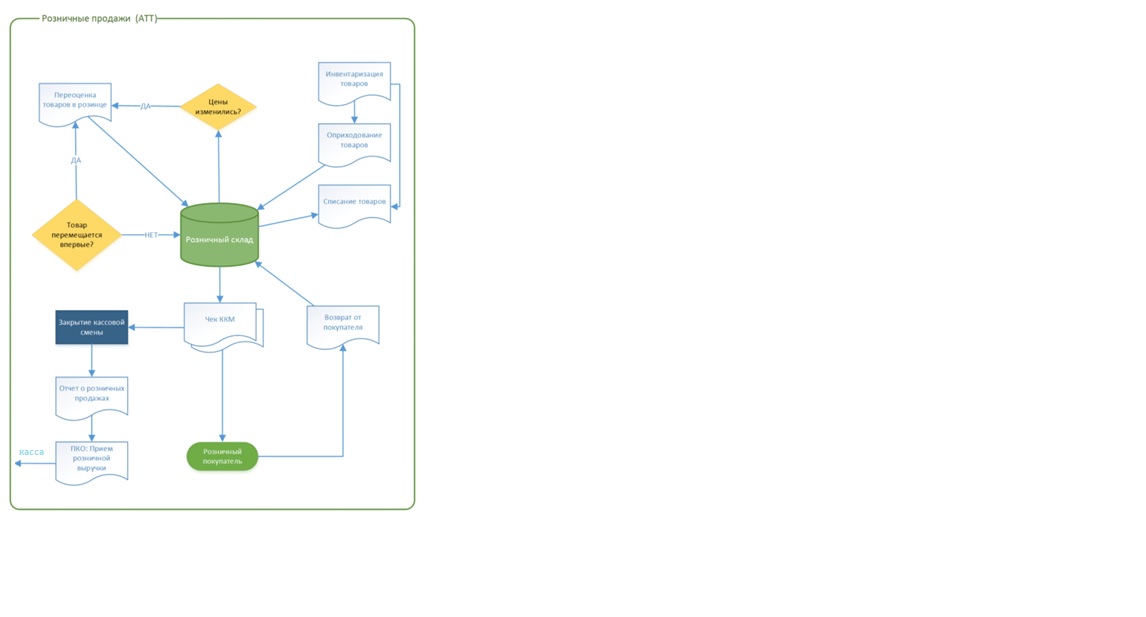 Розничные продажи (АТТ)
Инвентаризация
товаров
Переоценка
товаров в розинце
ДА
Цены
изменились?
Оприходование
товаров
ДА
Списание товаров
Товар
перемещается
впервые?
НЕТ
Розничный склад
Закрытие кассовой
смены
Чек ККМ
Возврат от
покупателя
Отчет о розничных
продажах
касса
ПКО: Прием
розничной
выручки
Розничный
покупатель